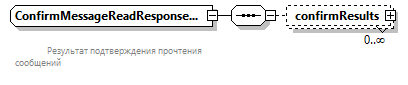 ConfirmMessageReadResponse...
confirmResults
0..∞
Результат подтверждения прочтения
сообщений